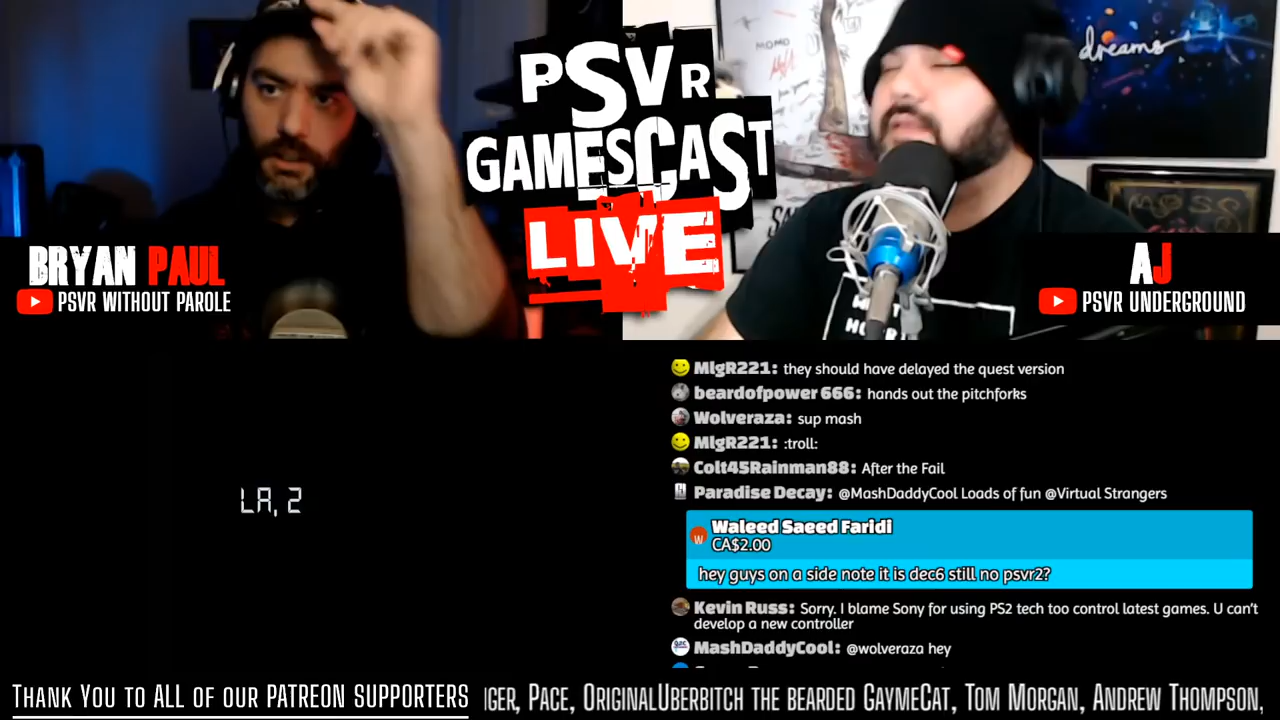 PSVR
GAMESCAST
LIVE
MOMO
dreams
BRYAN PAUL
PSVR WITHOUT PAROLE
AJ
PSVR UNDERGROUND
LA, 2
MlgR221: they should have delayed the quest version
beardofpower 666: hands out the pitchforks
Wolveraza: sup mash
MlgR221: :troll:
Colt45Rainman88: After the Fail
Paradise Decay: @MashDaddyCool Loads of fun @Virtual Strangers
W
Waleed Saeed Faridi
CA$2.00
hey guys on a side note it is dec6 still no psvr2?
Kevin Russ: Sorry. I blame Sony for using PS2 tech too control latest games. U can't
develop a new controller
MashDaddyCool: @wolveraza hey
THANK YOU TO ALL OF OUR PATREON SUPPORTERS
IGER, PACE, ORIGINALUBERBITCH THE BEARDED GAYMECAT, TOM MORGAN, ANDREW THOMPSON,